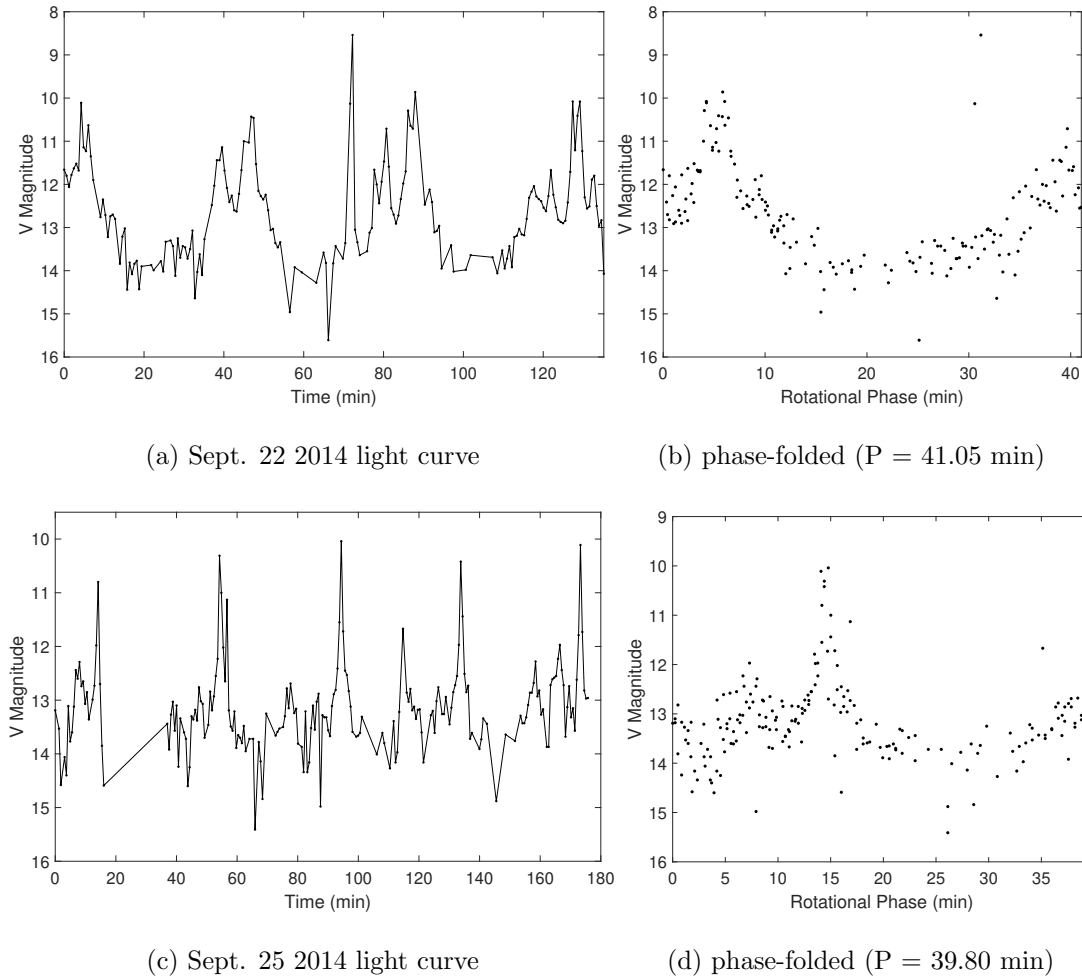 8
9
10
11
12
13
14
15
16
V Magnitude
0 20 40 60 80 100 120
Time (min)
8
9
10
11
12
13
14
15
16
V Magnitude
0 10 20 30 40
Rotational Phase (min)
(a) Sept. 22 2014 light curve
(b) phase-folded (P = 41.05 min)
10
11
12
13
14
15
16
V Magnitude
0 20 40 60 80 100 120 140 160 180
Time (min)
9
10
11
12
13
14
15
16
V Magnitude
0 5 10 15 20 25 30 35
Rotational Phase (min)
(c) Sept. 25 2014 light curve
(d) phase-folded (P = 39.80 min)